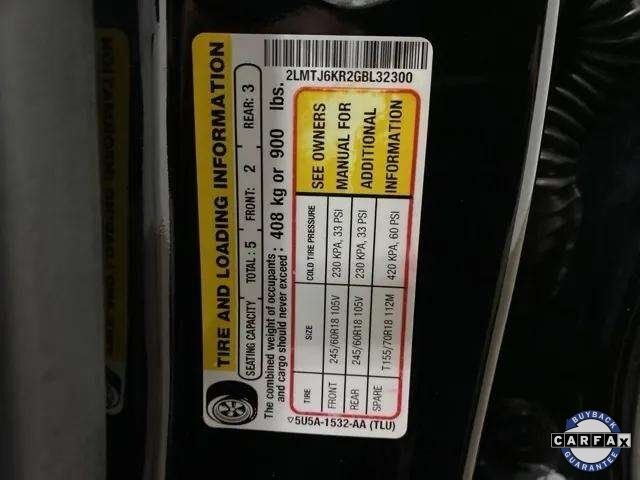 TIRE AND LOADING INFORMATION
SEATING CAPACITY TOTAL: 5 FRONT: 2 REAR: 3
The combined weight of occupants and cargo should never exceed : 408 kg or 900 lbs.
TIRE SIZE COLD TIRE PRESSURE
FRONT 245/60R18 105V 230 KPA, 33 PSI
REAR 245/60R18 105V 230 KPA, 33 PSI
SPARE T155/70R18 112M 420 KPA, 60 PSI
SEE OWNERS
MANUAL FOR
ADDITIONAL
INFORMATION
5U5A-1532-AA (TLU)
2LMTJ6KR2GBL32300
BUYBACK
CARFAX
GUARANTEE